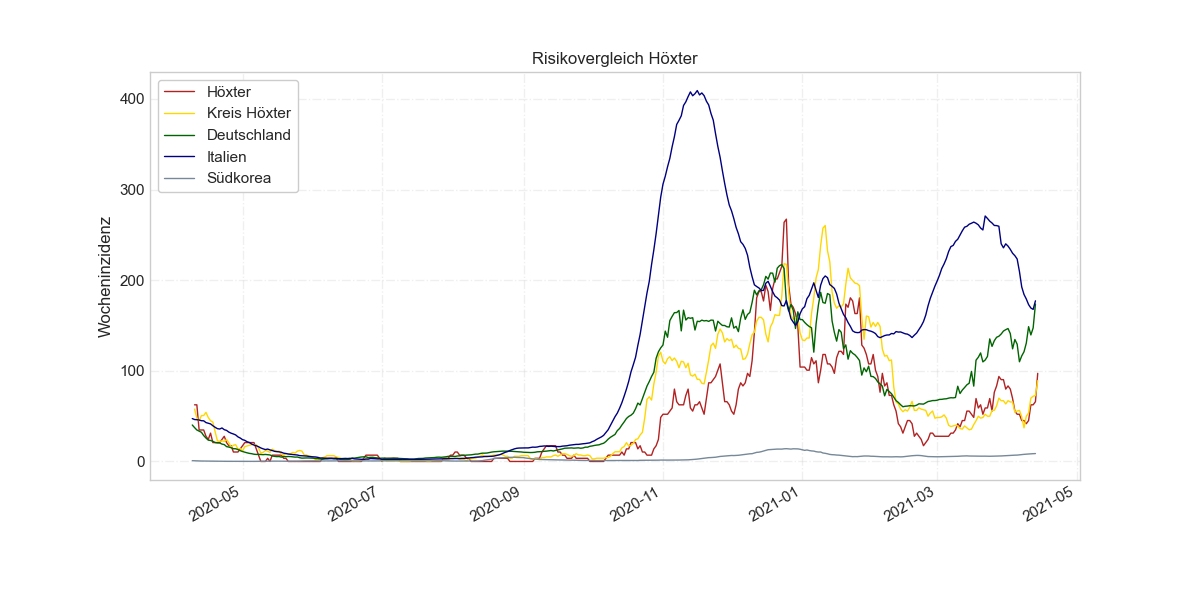 Risikovergleich Höxter
Höxter
Kreis Höxter
Deutschland
Italien
Südkorea
Wocheninzidenz
400
300
200
100
0
2020-05
2020-07
2020-09
2020-11
2021-01
2021-03
2021-05